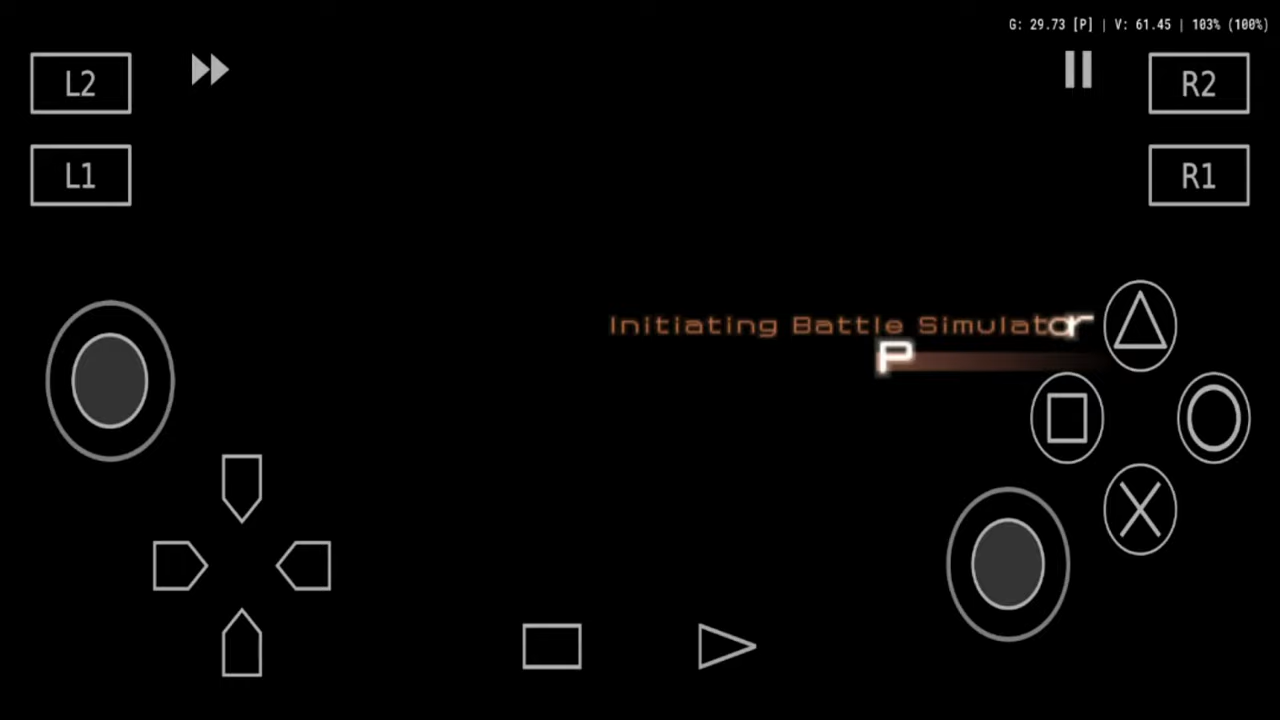 G: 29.73 [P] | V: 61.45 | 103% (100%)
L2
R2
L1
R1
Initiating Battle Simulator
P